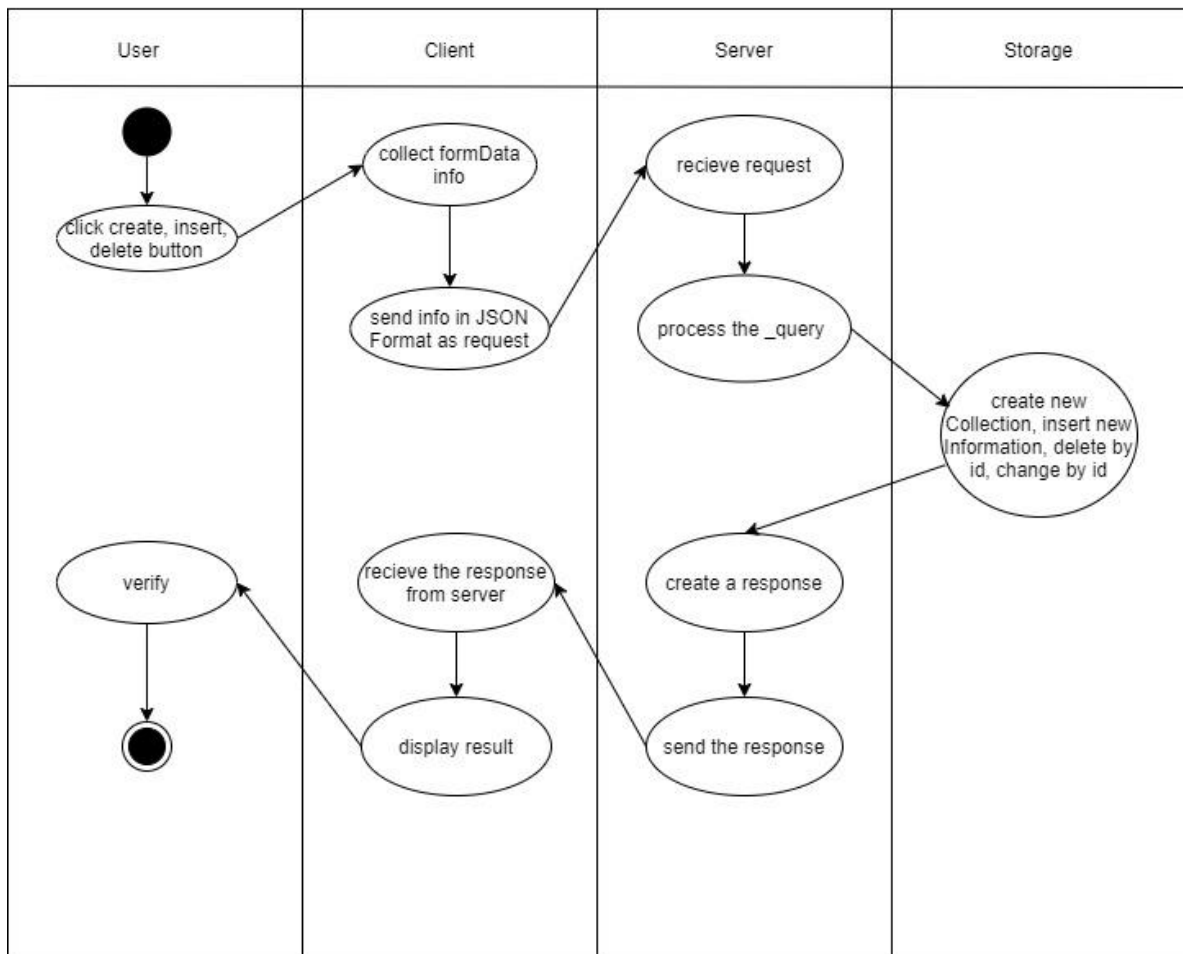 User
Client
Server
Storage
click create, insert,
delete button
collect formData
info
send info in JSON
Format as request
recieve request
process the _query
create new
Collection, insert new
Information, delete by
id, change by id
create a response
send the response
recieve the response
from server
display result
verify